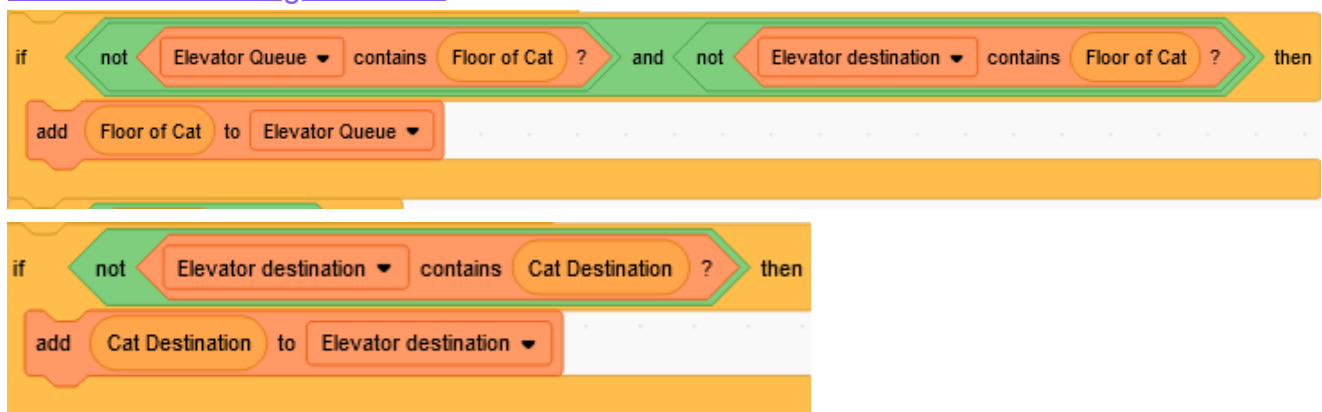 if not Elevator Queue contains Floor of Cat ? and not Elevator destination contains Floor of Cat ? then
add Floor of Cat to Elevator Queue
if not Elevator destination contains Cat Destination ? then
add Cat Destination to Elevator destination